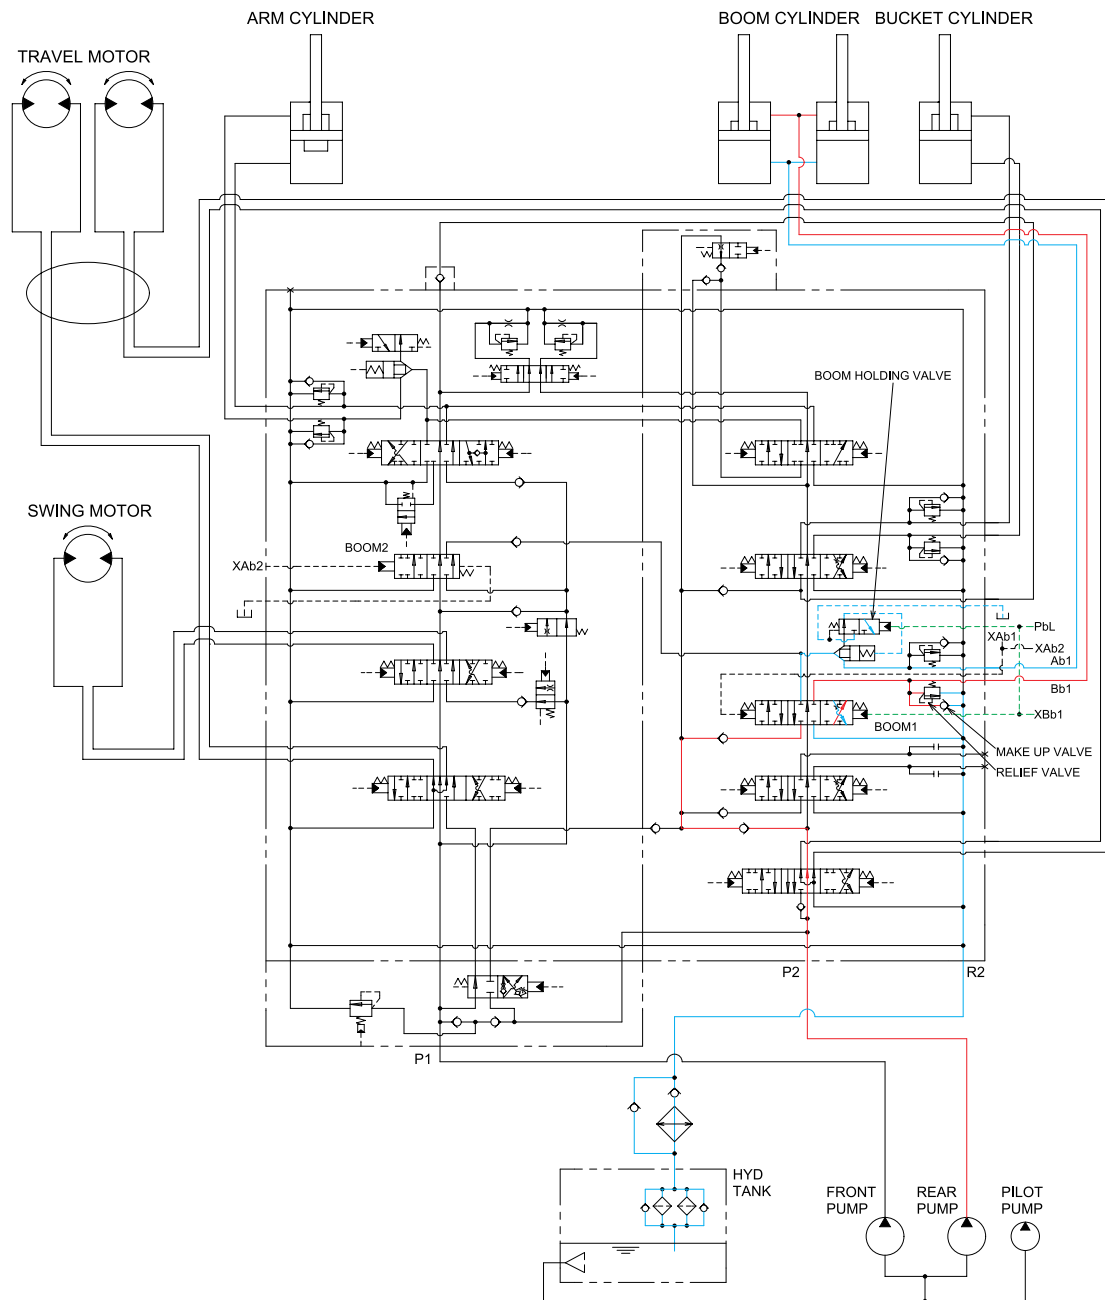 ARM CYLINDER
BOOM CYLINDER
BUCKET CYLINDER
TRAVEL MOTOR
BOOM HOLDING VALVE
SWING MOTOR
BOOM2
XAb2
PbL
XAb1
XAb2
Ab1
Bb1
XBb1
BOOM1
MAKE UP VALVE
RELIEF VALVE
P2
R2
P1
HYD
TANK
FRONT
PUMP
REAR
PUMP
PILOT
PUMP